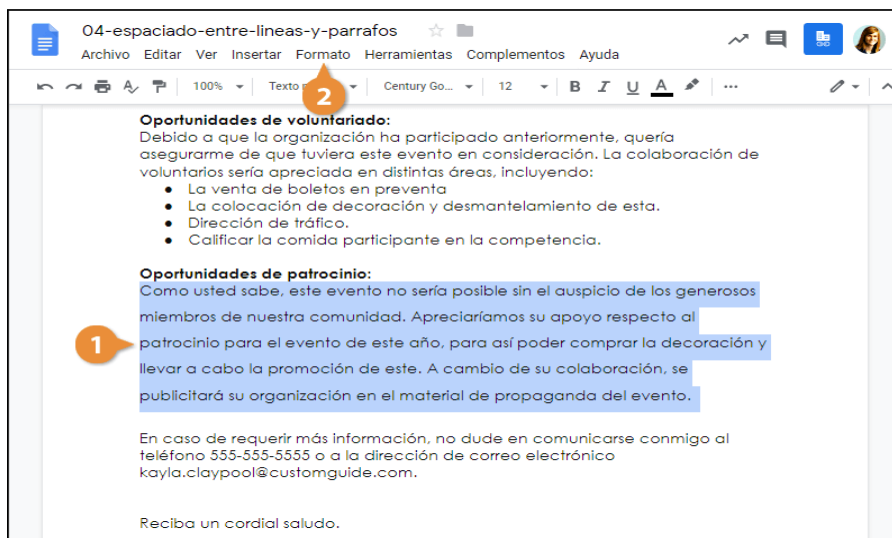 04-espaciado-entre-lineas-y-parrafos
Archivo Editar Ver Insertar Formato Herramientas Complementos Ayuda
100% Texto Century Go... 12 B I U A ...
2
Oportunidades de voluntariado:
Debido a que la organización ha participado anteriormente, quería
asegurarme de que tuviera este evento en consideración. La colaboración de
voluntarios sería apreciada en distintas áreas, incluyendo:
● La venta de boletos en preventa
● La colocación de decoración y desmantelamiento de esta.
● Dirección de tráfico.
● Calificar la comida participante en la competencia.
Oportunidades de patrocinio:
Como usted sabe, este evento no sería posible sin el auspicio de los generosos
miembros de nuestra comunidad. Apreciaríamos su apoyo respecto al
1
patrocinio para el evento de este año, para así poder comprar la decoración y
llevar a cabo la promoción de este. A cambio de su colaboración, se
publicitará su organización en el material de propaganda del evento.
En caso de requerir más información, no dude en comunicarse conmigo al
teléfono 555-555-5555 o a la dirección de correo electrónico
kayla.claypool@customguide.com.
Reciba un cordial saludo.